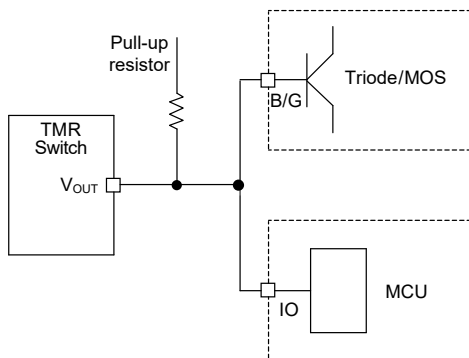 Pull-up
resistor
TMR
Switch
VOUT
B/G
Triode/MOS
IO
MCU